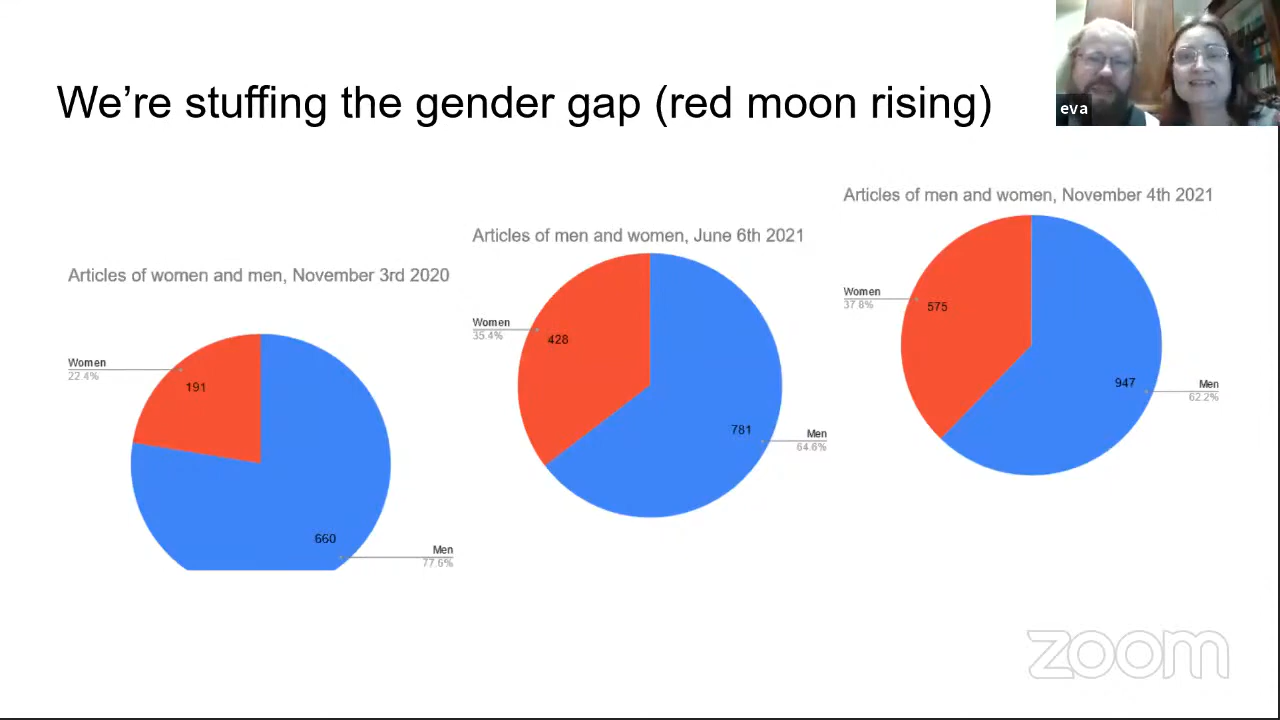 We're stuffing the gender gap (red moon rising)
eva
Articles of women and men, November 3rd 2020
Women
22.4%
191
660
Men
77.6%
Articles of men and women, June 6th 2021
Women
35.4%
428
781
Men
64.6%
Articles of men and women, November 4th 2021
Women
37.8%
575
947
Men
62.2%
zoom